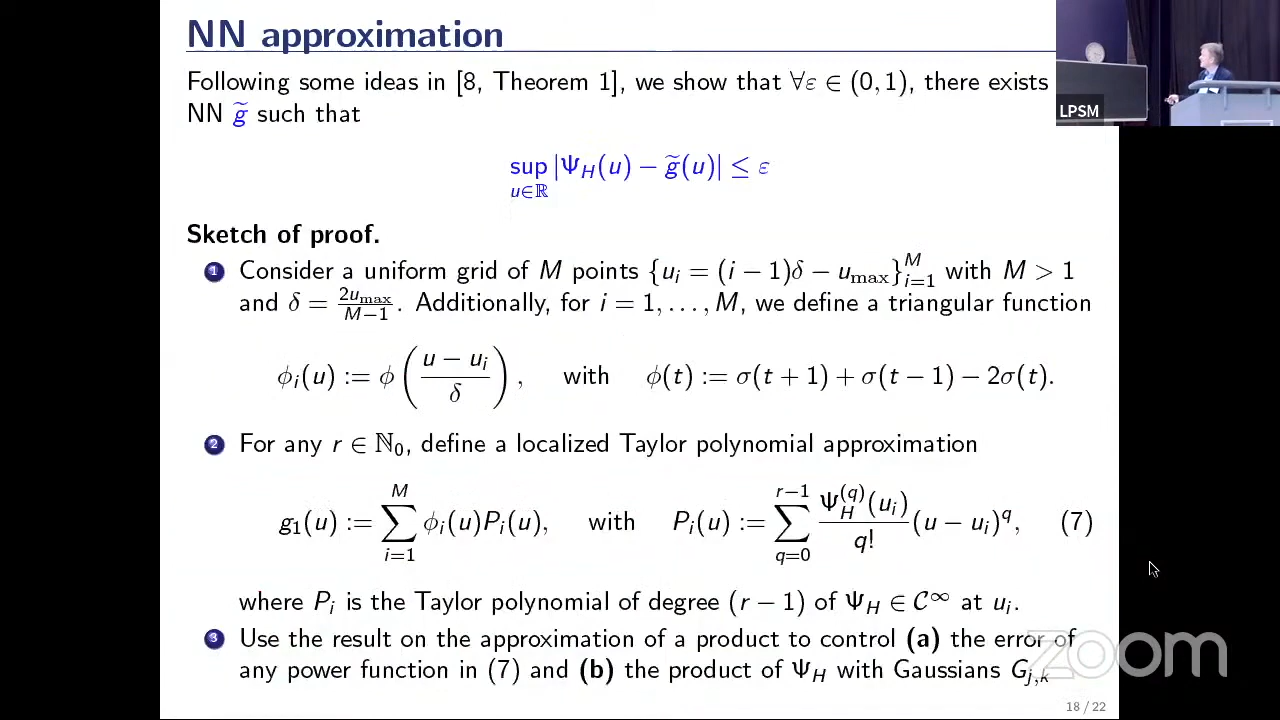 NN approximation
Following some ideas in [8, Theorem 1], we show that ∀ε ∈ (0, 1), there exists
NN g̃ such that
sup_{u∈ℝ} |Ψ_H(u) − g̃(u)| ≤ ε
Sketch of proof.
1 Consider a uniform grid of M points {u_i = (i − 1)δ − u_max}_{i=1}^M with M > 1
and δ = 2u_max/(M−1). Additionally, for i = 1, . . . , M, we define a triangular function
ϕ_i(u) := ϕ((u − u_i)/δ), with ϕ(t) := σ(t + 1) + σ(t − 1) − 2σ(t).
2 For any r ∈ ℕ₀, define a localized Taylor polynomial approximation
g₁(u) := ∑_{i=1}^M ϕ_i(u)P_i(u), with P_i(u) := ∑_{q=0}^{r−1} Ψ_H^{(q)}(u_i)/q! (u − u_i)^q, (7)
where P_i is the Taylor polynomial of degree (r − 1) of Ψ_H ∈ C^∞ at u_i.
3 Use the result on the approximation of a product to control (a) the error of
any power function in (7) and (b) the product of Ψ_H with Gaussians G_{j,k}
18 / 22
LPSM
zoom